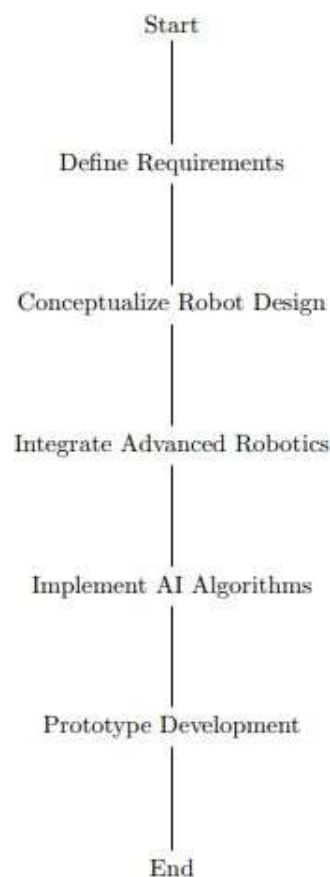 Start
Define Requirements
Conceptualize Robot Design
Integrate Advanced Robotics
Implement AI Algorithms
Prototype Development
End